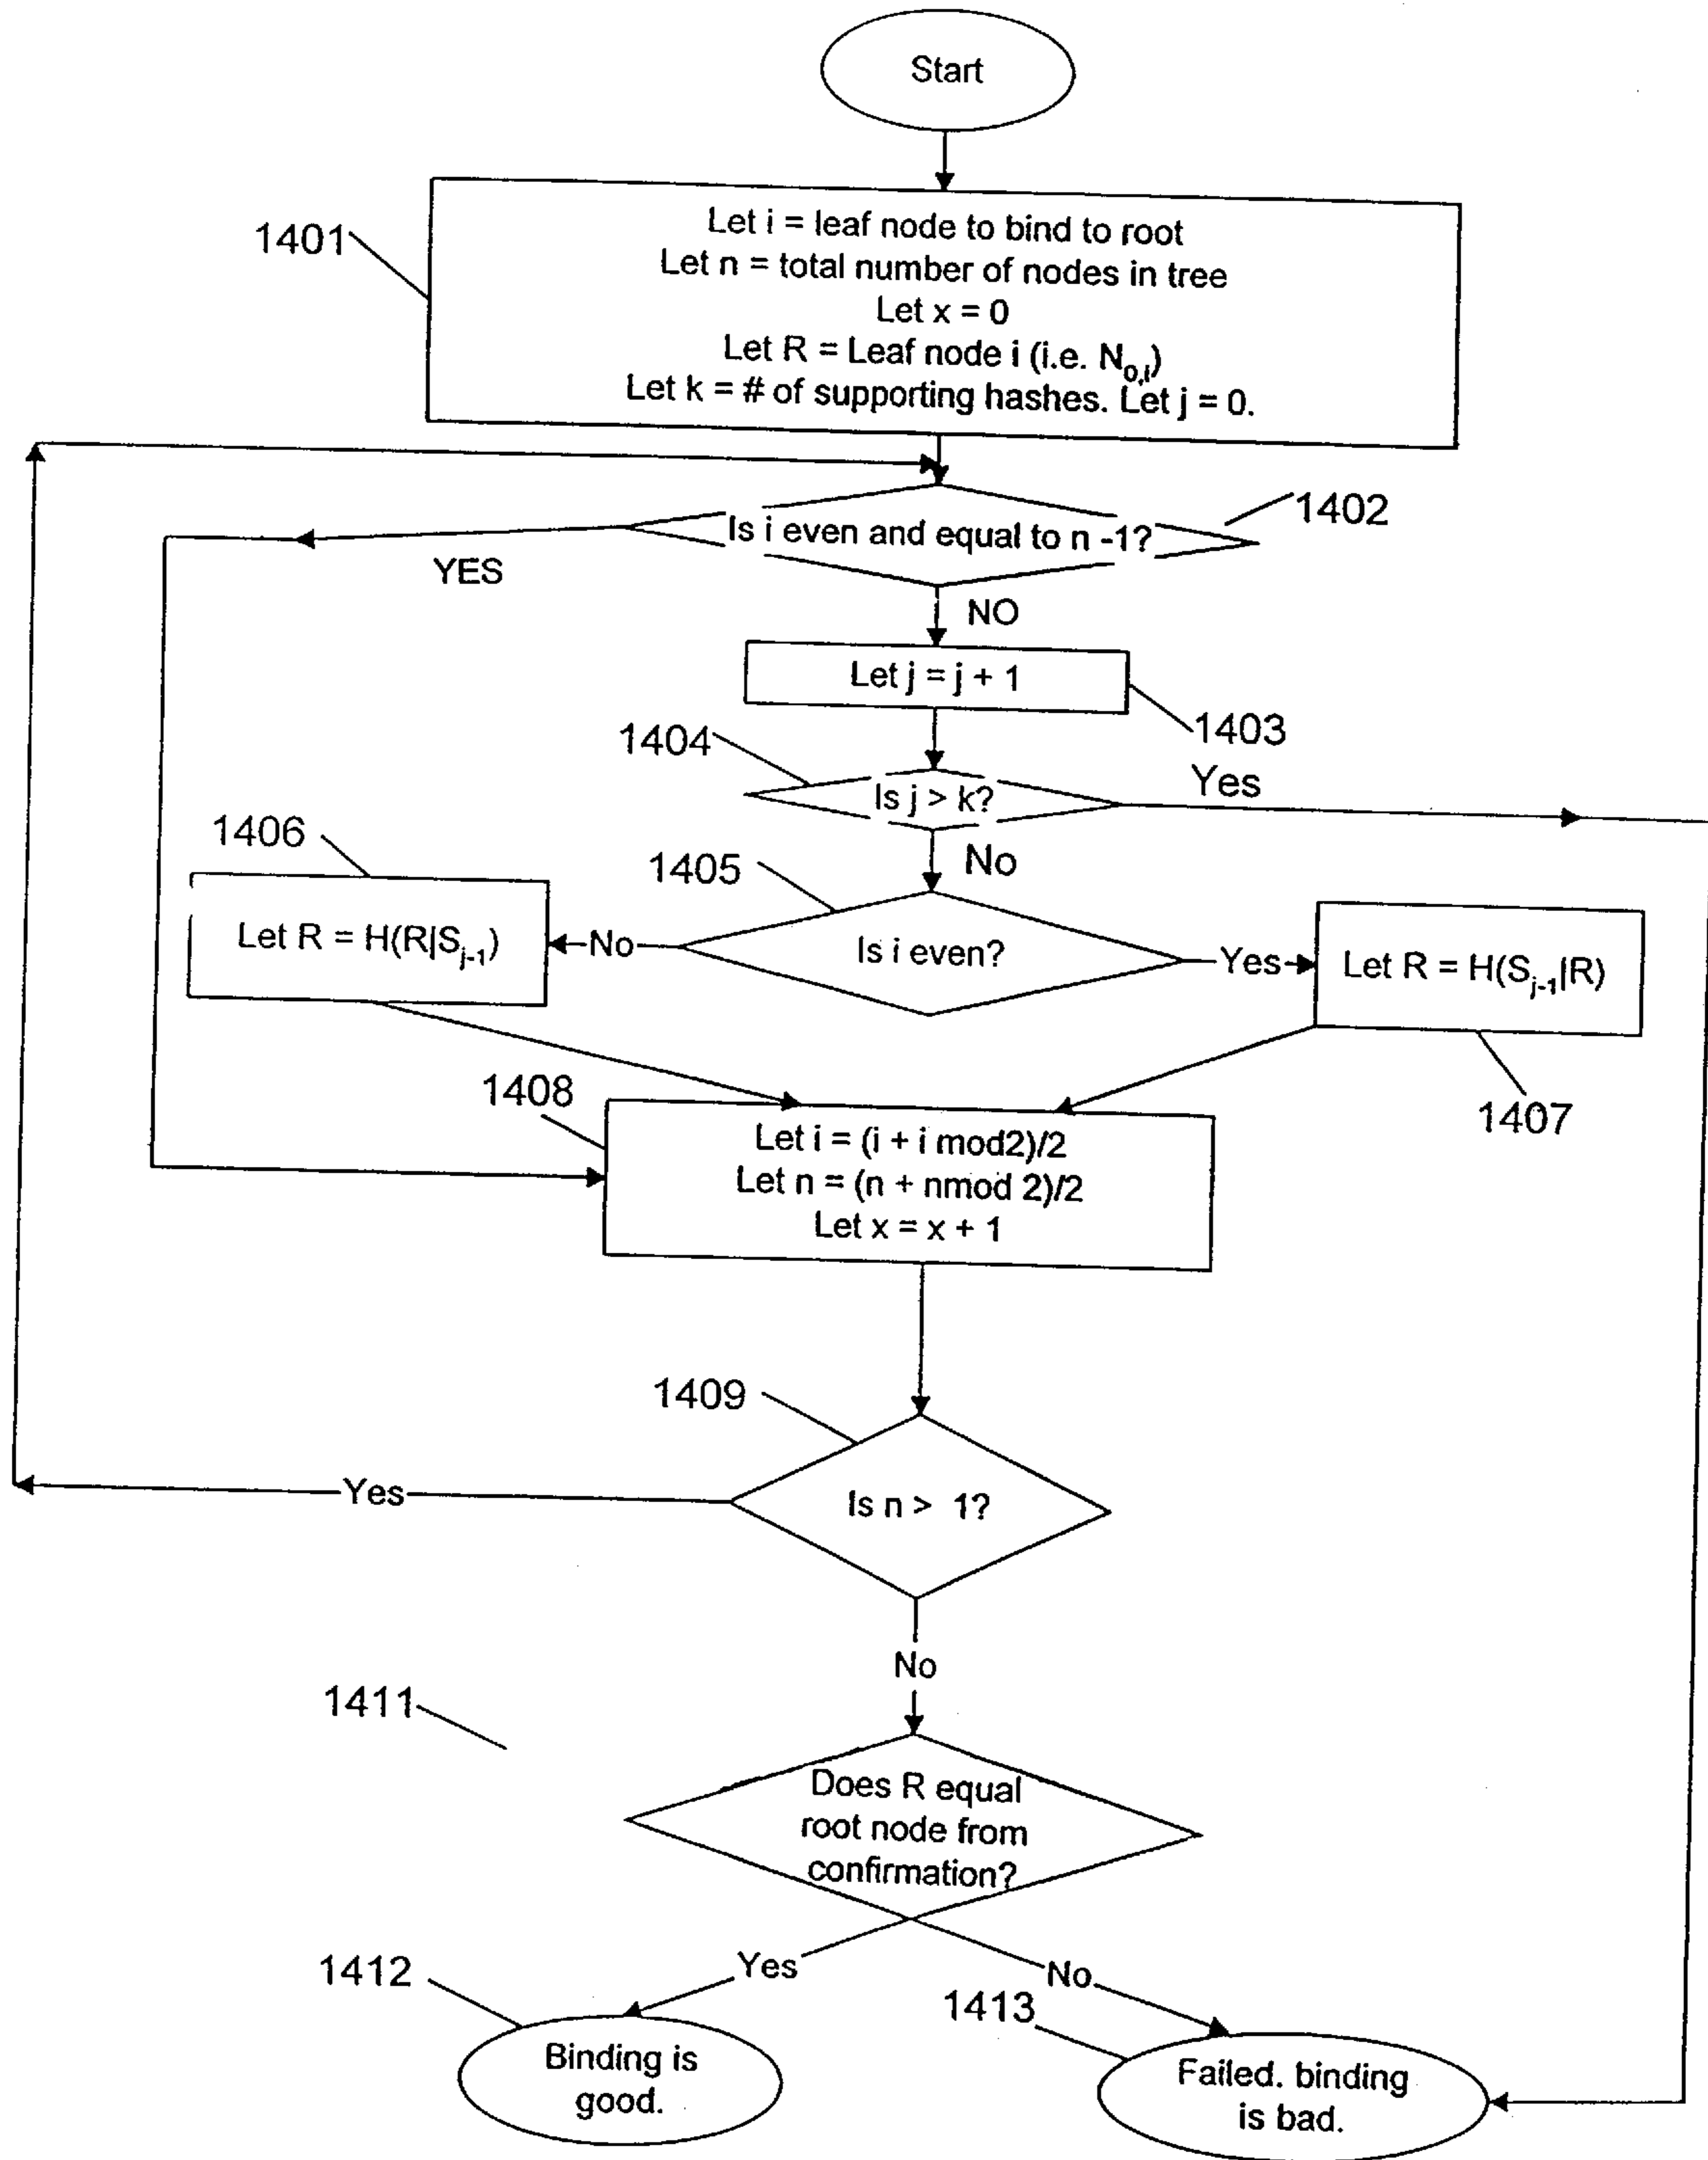 Start
1401
Let i = leaf node to bind to root
Let n = total number of nodes in tree
Let x = 0
Let R = Leaf node i (i.e. N₀,ᵢ)
Let k = # of supporting hashes. Let j = 0.
1402
Is i even and equal to n -1?
YES
NO
Let j = j + 1
1403
1404
Is j > k?
Yes
No
1406
1405
Let R = H(R|S_j-1)
No
Is i even?
Yes
Let R = H(S_j-1|R)
1407
1408
Let i = (i + i mod2)/2
Let n = (n + nmod 2)/2
Let x = x + 1
1409
Is n > 1?
Yes
No
1411
Does R equal
root node from
confirmation?
Yes
No
1412
1413
Binding is
good.
Failed. binding
is bad.